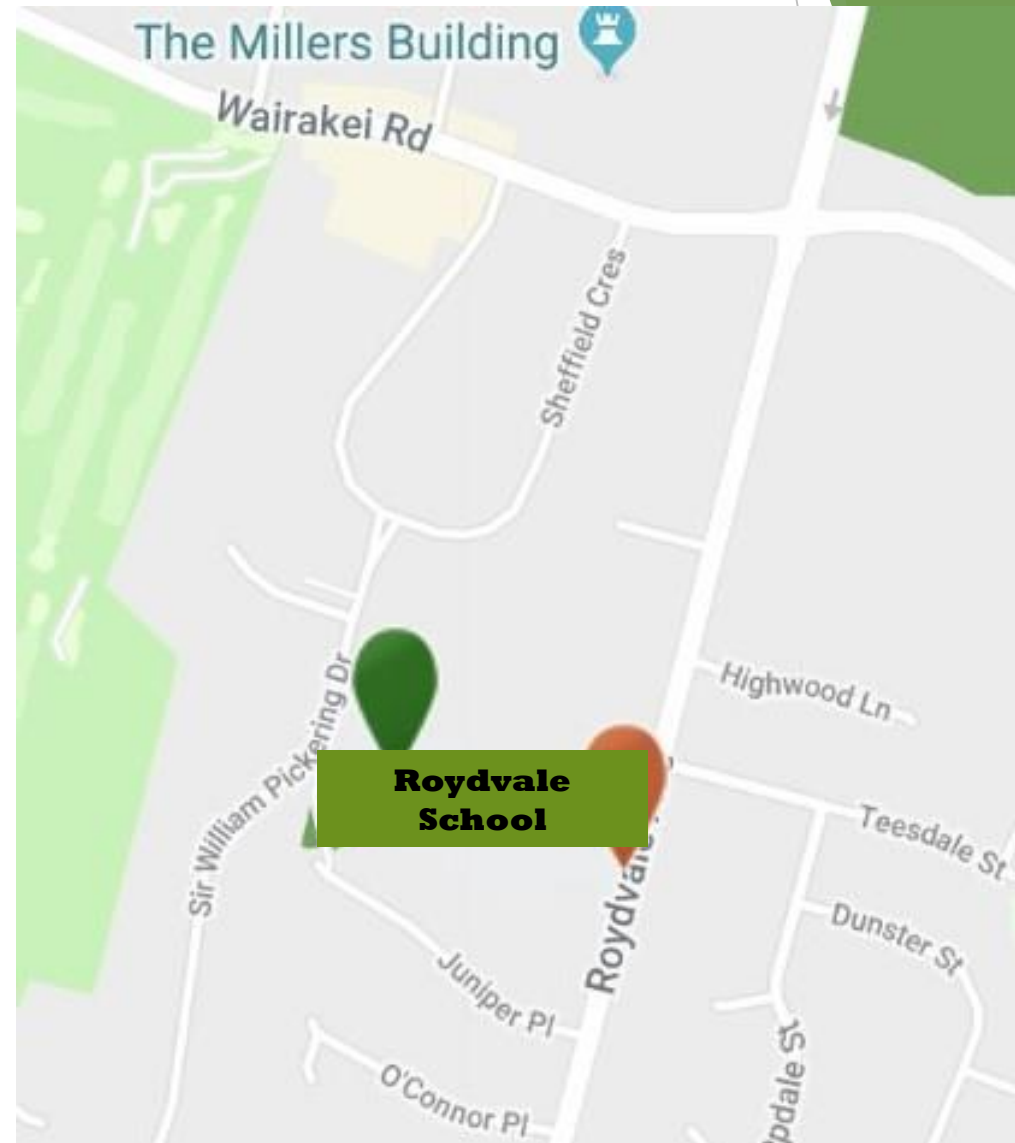 The Millers Building
Wairakei Rd
Sheffield Cres
Highwood Ln
Sir William Pickering Dr
Roydvale
School
Teesdale St
Roydvale
Dunster St
Juniper Pl
O'Connor Pl